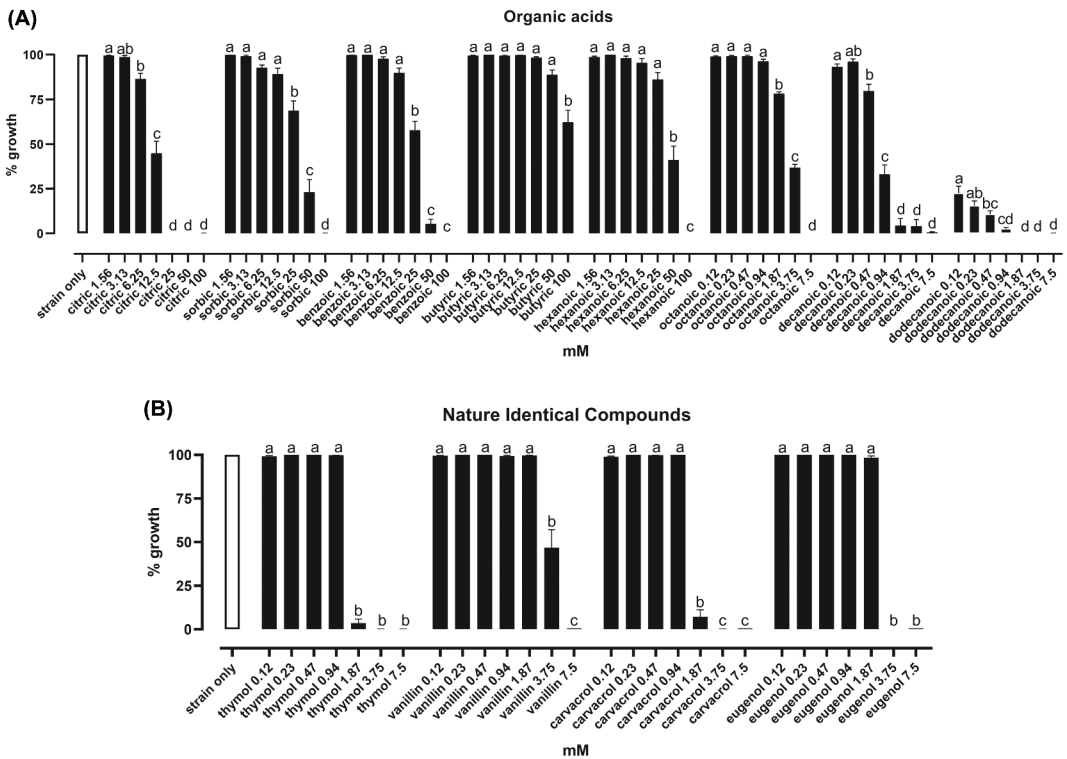 (A)
Organic acids
% growth
100
75
50
25
0
a ab b c d d d
a a a a b c d
a a a a b c c
a a a a a a b
a a a a a b c
a a a a b c d
a ab b c d d d
a ab bc cd d d d
strain only
citric 1.56
citric 3.13
citric 6.25
citric 12.5
citric 25
citric 50
citric 100
sorbic 1.56
sorbic 3.13
sorbic 6.25
sorbic 12.5
sorbic 25
sorbic 50
sorbic 100
benzoic 1.56
benzoic 3.13
benzoic 6.25
benzoic 12.5
benzoic 25
benzoic 50
benzoic 100
butyric 1.56
butyric 3.13
butyric 6.25
butyric 12.5
butyric 25
butyric 50
butyric 100
hexanoic 1.56
hexanoic 3.13
hexanoic 6.25
hexanoic 12.5
hexanoic 25
hexanoic 50
hexanoic 100
octanoic 0.12
octanoic 0.23
octanoic 0.47
octanoic 0.94
octanoic 1.87
octanoic 3.75
octanoic 7.5
decanoic 0.12
decanoic 0.23
decanoic 0.47
decanoic 0.94
decanoic 1.87
decanoic 3.75
decanoic 7.5
dodecanoic 0.12
dodecanoic 0.23
dodecanoic 0.47
dodecanoic 0.94
dodecanoic 1.87
dodecanoic 3.75
dodecanoic 7.5
mM
(B)
Nature Identical Compounds
% growth
100
75
50
25
0
a a a a b b b
a a a a a b c
a a a a b c c
a a a a a b b
strain only
thymol 0.12
thymol 0.23
thymol 0.47
thymol 0.94
thymol 1.87
thymol 3.75
thymol 7.5
vanillin 0.12
vanillin 0.23
vanillin 0.47
vanillin 0.94
vanillin 1.87
vanillin 3.75
vanillin 7.5
carvacrol 0.12
carvacrol 0.23
carvacrol 0.47
carvacrol 0.94
carvacrol 1.87
carvacrol 3.75
carvacrol 7.5
eugenol 0.12
eugenol 0.23
eugenol 0.47
eugenol 0.94
eugenol 1.87
eugenol 3.75
eugenol 7.5
mM